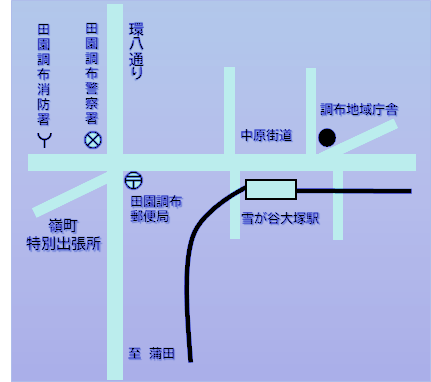 田園調布消防署
田園調布警察署
環八通り
調布地域庁舎
中原街道
田園調布
郵便局
雪が谷大塚駅
嶺町
特別出張所
至 蒲田